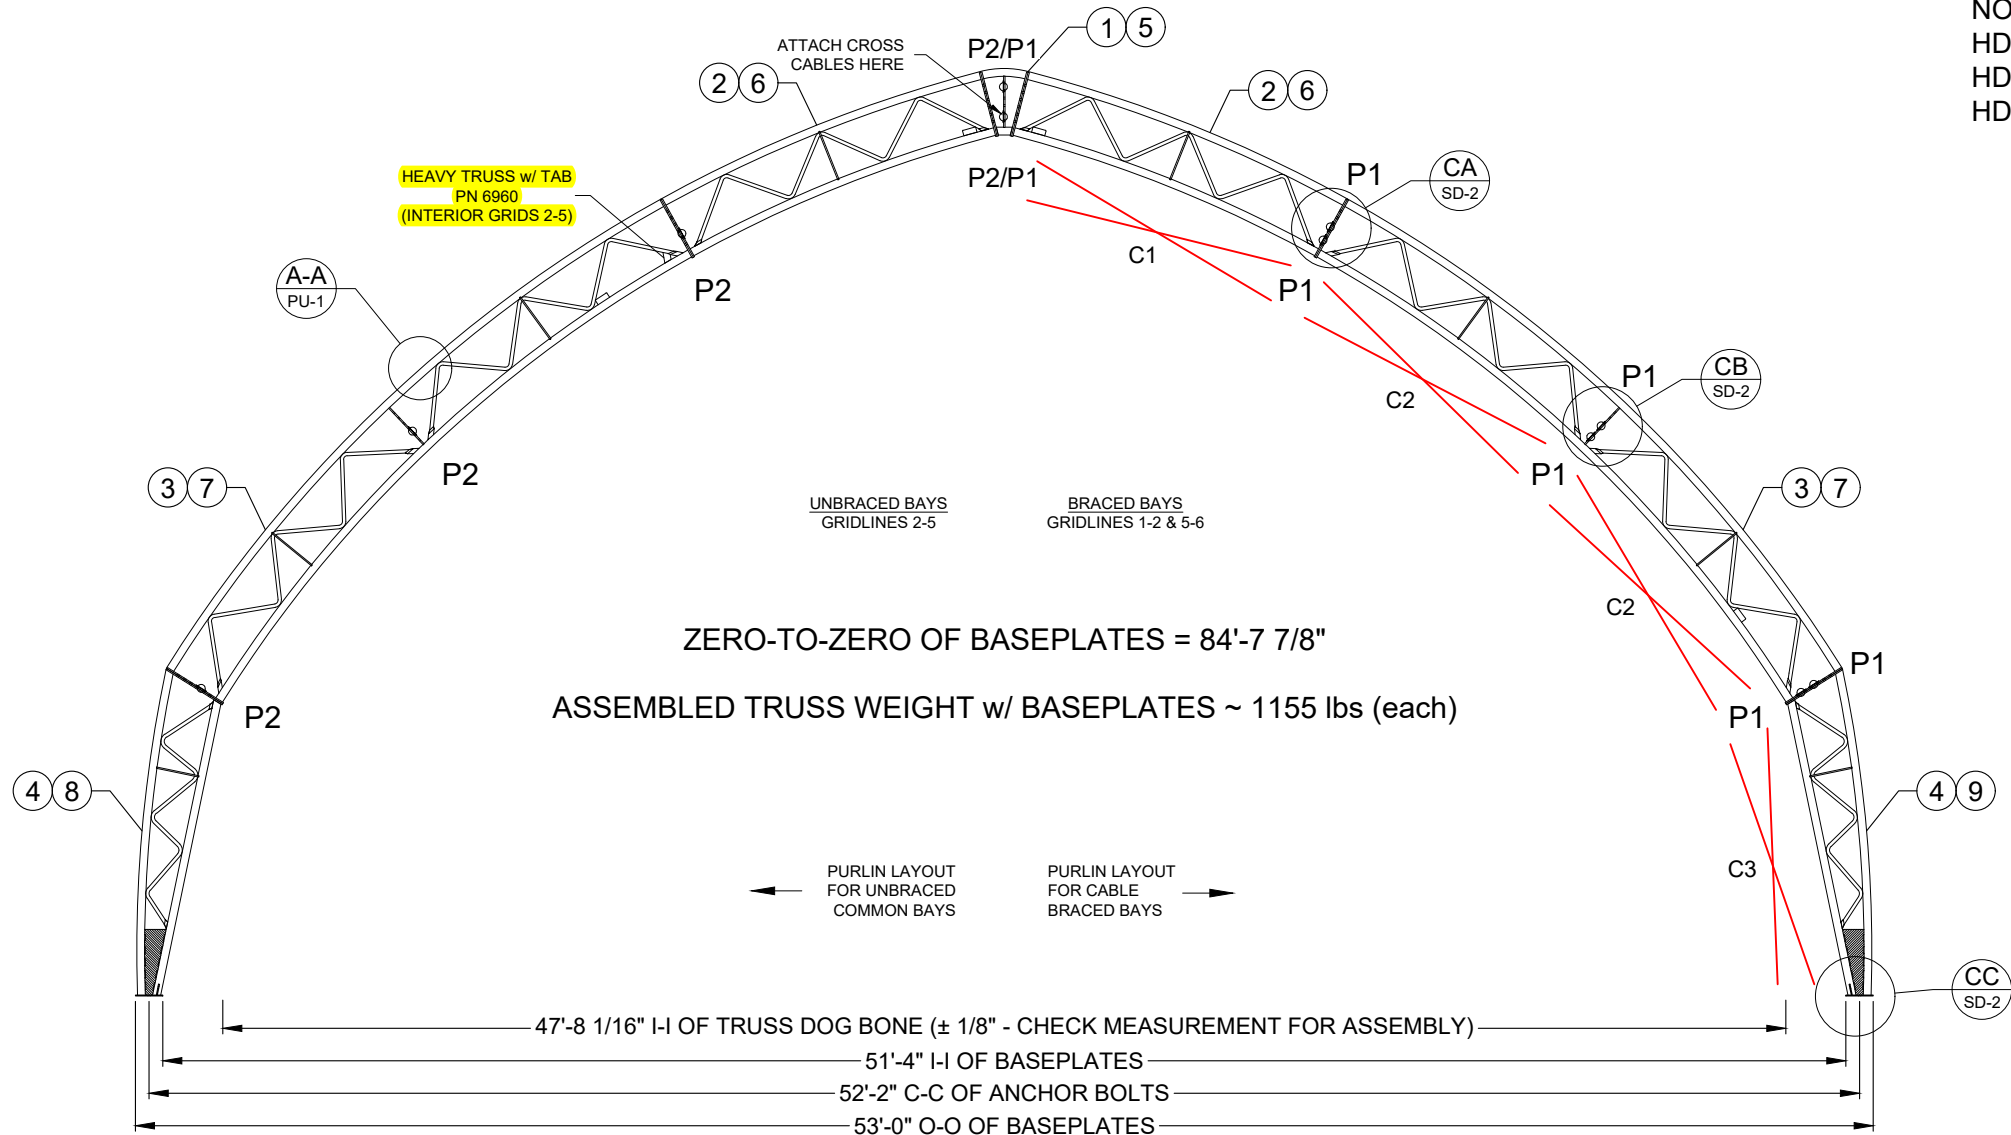 NO
HD
HD
HD
1 5
ATTACH CROSS
CABLES HERE
P2/P1
2 6
2 6
HEAVY TRUSS w/ TAB
PN 6960
(INTERIOR GRIDS 2-5)
P2/P1
P1
CA
SD-2
C1
A-A
PU-1
P2
P1
P1
CB
SD-2
C2
P2
P1
3 7
3 7
UNBRACED BAYS
GRIDLINES 2-5
BRACED BAYS
GRIDLINES 1-2 & 5-6
C2
ZERO-TO-ZERO OF BASEPLATES = 84'-7 7/8"
P1
ASSEMBLED TRUSS WEIGHT w/ BASEPLATES ~ 1155 lbs (each)
P2
P1
4 8
4 9
PURLIN LAYOUT
FOR UNBRACED
COMMON BAYS
PURLIN LAYOUT
FOR CABLE
BRACED BAYS
C3
CC
SD-2
47'-8 1/16" I-I OF TRUSS DOG BONE (± 1/8" - CHECK MEASUREMENT FOR ASSEMBLY)
51'-4" I-I OF BASEPLATES
52'-2" C-C OF ANCHOR BOLTS
53'-0" O-O OF BASEPLATES